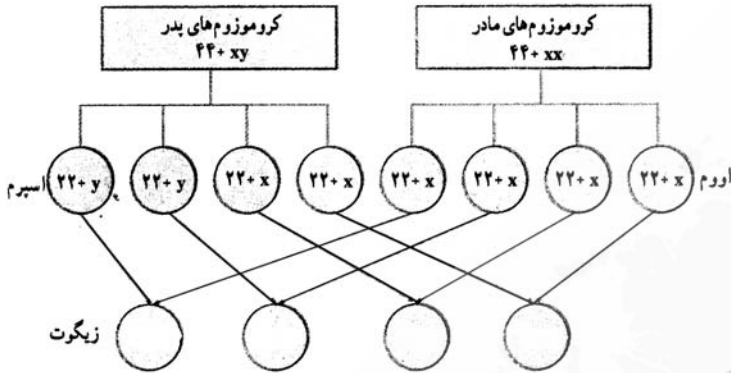 کروموزوم‌های پدر
۴۴+ xy
کروموزوم‌های مادر
۴۴+ xx
اسپرم
۲۲+ y
۲۲+ y
۲۲+ x
۲۲+ x
۲۲+ x
۲۲+ x
۲۲+ x
۲۲+ x
اووم
زیگوت